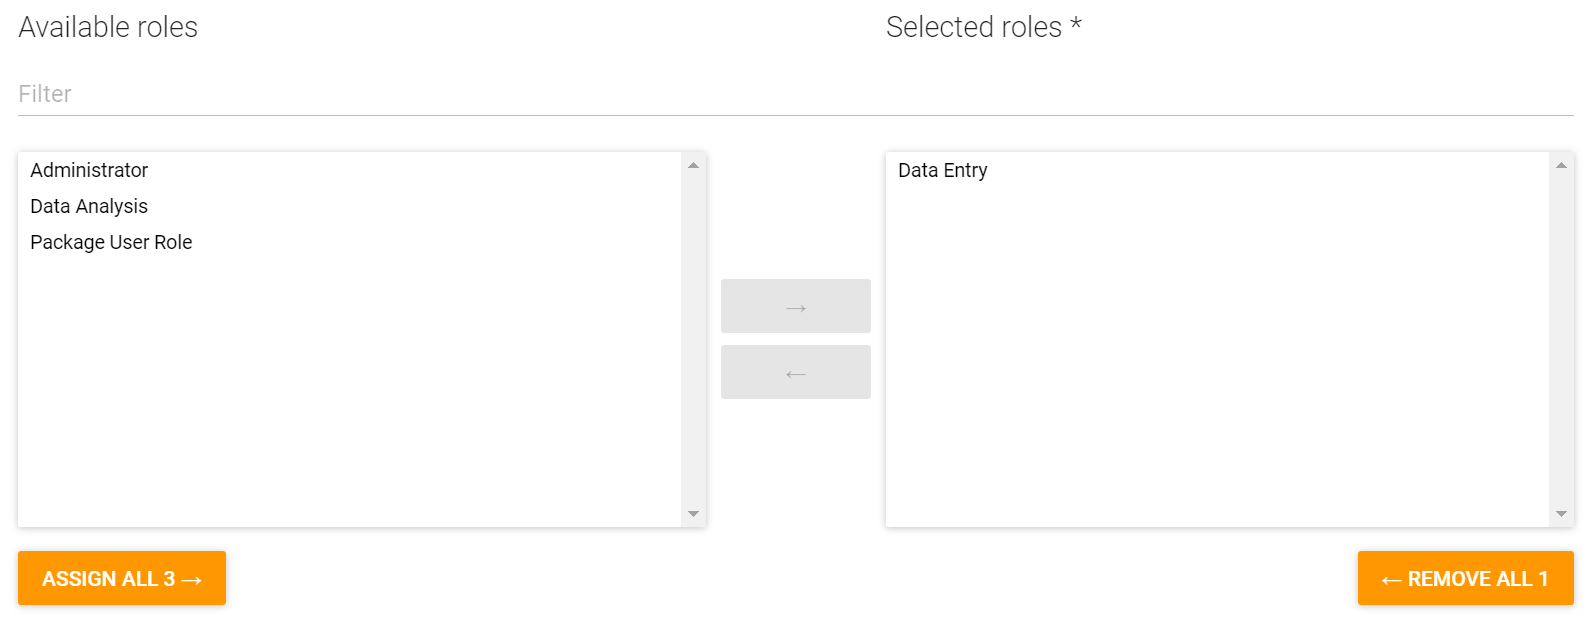 Available roles
Selected roles *
Filter
Administrator
Data Analysis
Package User Role
Data Entry
→
←
ASSIGN ALL 3 →
← REMOVE ALL 1